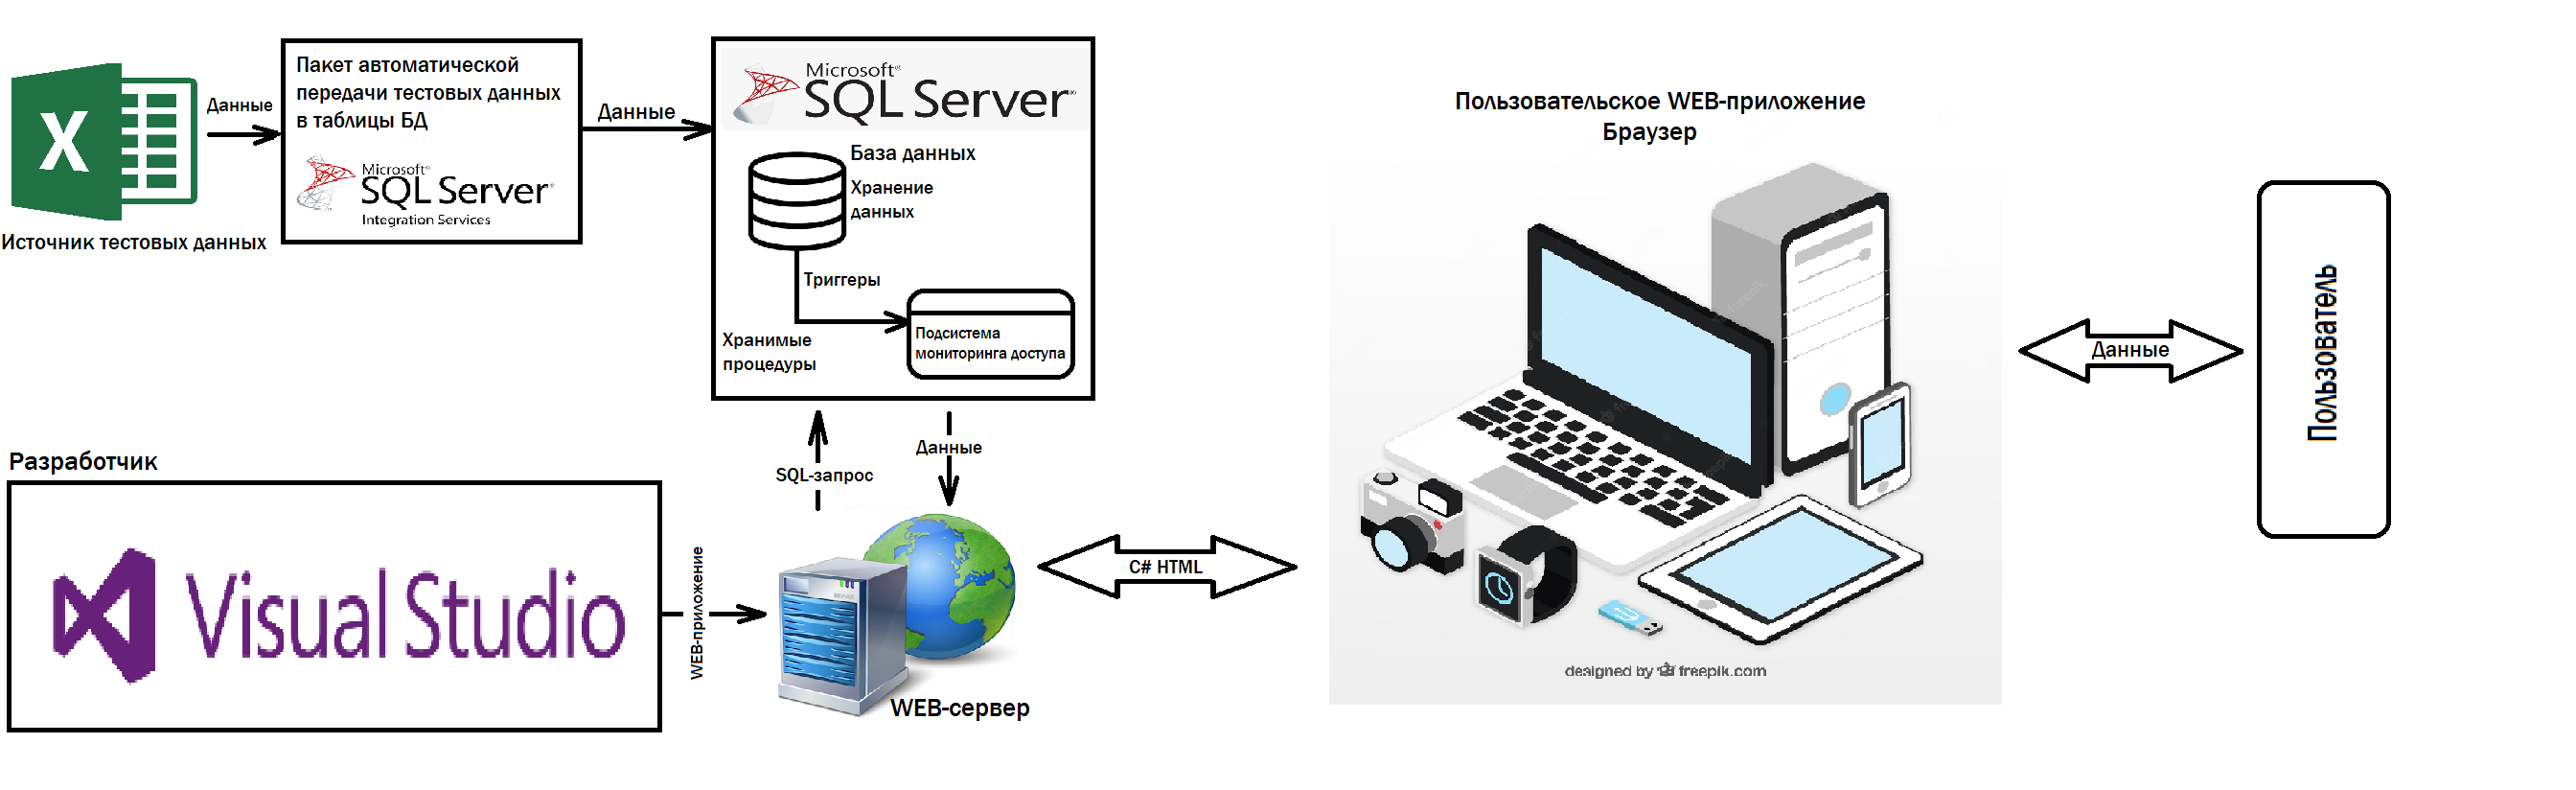 Данные
Источник тестовых данных
Пакет автоматической
передачи тестовых данных
в таблицы БД
Microsoft®
SQL Server®
Integration Services
Данные
Microsoft®
SQL Server®
База данных
Хранение
данных
Триггеры
Хранимые
процедуры
Подсистема
мониторинга доступа
SQL-запрос
Данные
Разработчик
Visual Studio
WEB-приложение
WEB-сервер
C# HTML
Пользовательское WEB-приложение
Браузер
designed by freepik.com
Данные
Пользователь